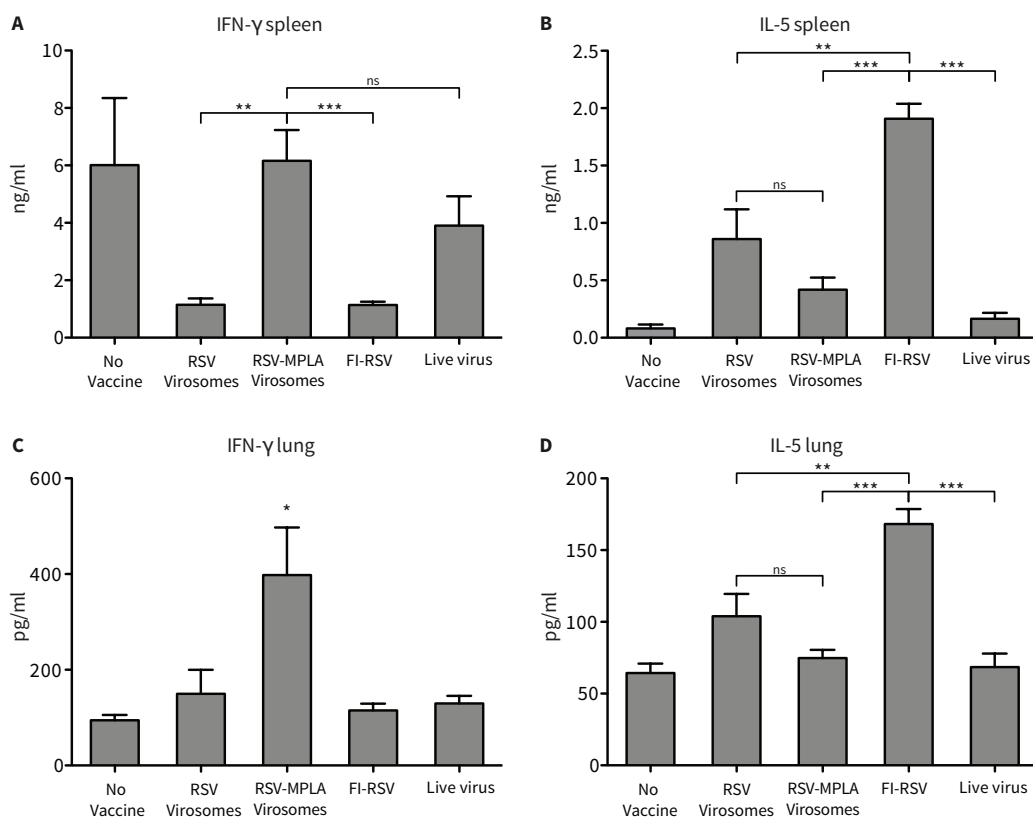 A
IFN-γ spleen
10
8
6
4
2
0
ng/ml
**
***
ns
No
Vaccine
RSV
Virosomes
RSV-MPLA
Virosomes
FI-RSV
Live virus
B
IL-5 spleen
2.5
2.0
1.5
1.0
0.5
0.0
ng/ml
**
***
***
ns
No
Vaccine
RSV
Virosomes
RSV-MPLA
Virosomes
FI-RSV
Live virus
C
IFN-γ lung
600
400
200
0
pg/ml
*
No
Vaccine
RSV
Virosomes
RSV-MPLA
Virosomes
FI-RSV
Live virus
D
IL-5 lung
200
150
100
50
0
pg/ml
**
***
***
ns
No
Vaccine
RSV
Virosomes
RSV-MPLA
Virosomes
FI-RSV
Live virus